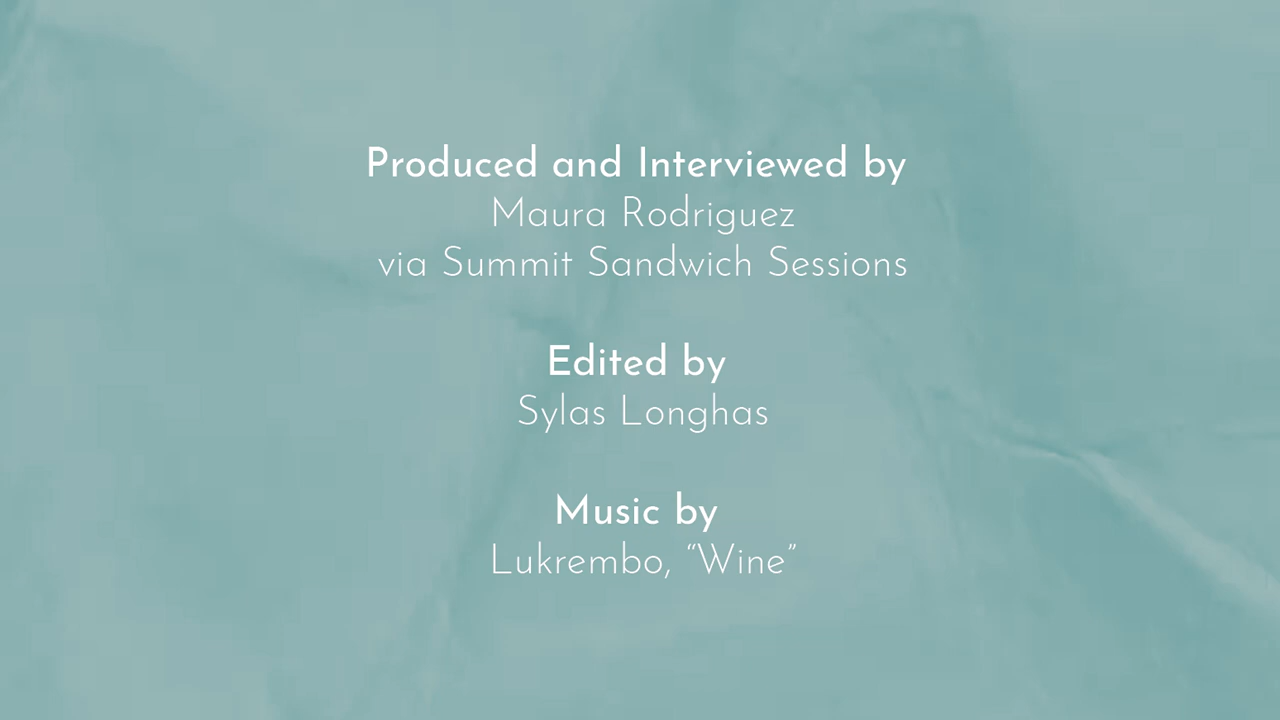 Produced and Interviewed by
Maura Rodriguez
via Summit Sandwich Sessions
Edited by
Sylas Longhas
Music by
Lukrembo, “Wine”